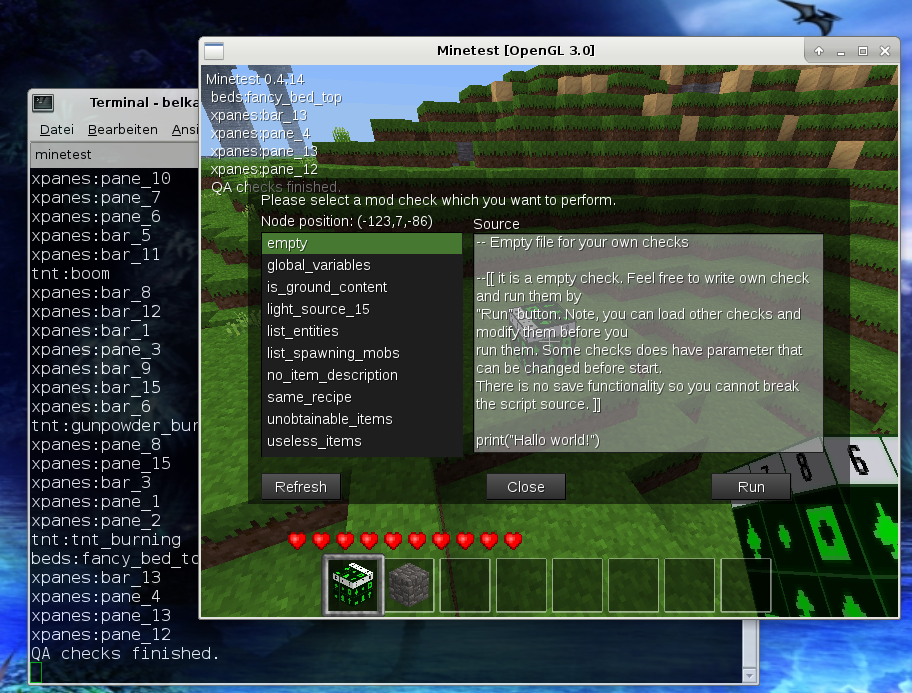 Minetest [OpenGL 3.0]
Minetest 0.4.14
beds:fancy_bed_top
xpanes:bar_13
xpanes:pane_4
xpanes:pane_13
xpanes:pane_12
QA checks finished.
Please select a mod check which you want to perform.
Node position: (-123,7,-86)
empty
global_variables
is_ground_content
light_source_15
list_entities
list_spawning_mobs
no_item_description
same_recipe
unobtainable_items
useless_items
Source
-- Empty file for your own checks
--[[ it is a empty check. Feel free to write own check
and run them by
"Run" button. Note, you can load other checks and
modify them before you
run them. Some checks does have parameter that
can be changed before start.
There is no save functionality so you cannot break
the script source. ]]
print("Hallo world!")
Refresh
Close
Run
7 8 6
Terminal - belka
Datei Bearbeiten Ansi
minetest
xpanes:pane_10
xpanes:pane_7
xpanes:pane_6
xpanes:bar_5
xpanes:bar_11
tnt:boom
xpanes:bar_8
xpanes:bar_12
xpanes:bar_1
xpanes:pane_3
xpanes:bar_9
xpanes:bar_15
xpanes:bar_6
tnt:gunpowder_bur
xpanes:pane_8
xpanes:pane_15
xpanes:bar_3
xpanes:pane_1
xpanes:pane_2
tnt:tnt_burning
beds:fancy_bed_to
xpanes:bar_13
xpanes:pane_4
xpanes:pane_13
xpanes:pane_12
QA checks finished.